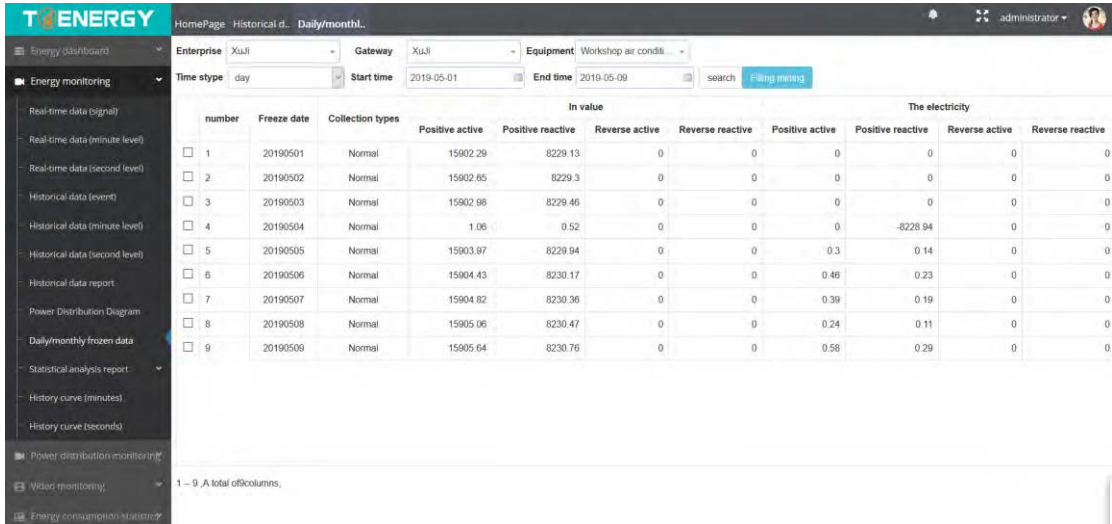 TENERGY HomePage Historical d.. Daily/monthl.. administrator
Energy dashboard
Energy monitoring
Real-time data (signal)
Real-time data (minute level)
Real-time data (second level)
Historical data (event)
Historical data (minute level)
Historical data (second level)
Historical data report
Power Distribution Diagram
Daily/monthly frozen data
Statistical analysis report
History curve (minutes)
History curve (seconds)
Power distribution monitoring
Video monitoring
Energy consumption statistics
Enterprise XuJi Gateway XuJi Equipment Workshop air conditi...
Time stype day Start time 2019-05-01 End time 2019-05-09 search Filling mining
number Freeze date Collection types In value The electricity
Positive active Positive reactive Reverse active Reverse reactive Positive active Positive reactive Reverse active Reverse reactive
1 20190501 Normal 15902.29 8229.13 0 0 0 0 0 0
2 20190502 Normal 15902.65 8229.3 0 0 0 0 0 0
3 20190503 Normal 15902.98 8229.46 0 0 0 0 0 0
4 20190504 Normal 1.06 0.52 0 0 0 -8228.94 0 0
5 20190505 Normal 15903.97 8229.94 0 0 0.3 0.14 0 0
6 20190506 Normal 15904.43 8230.17 0 0 0.46 0.23 0 0
7 20190507 Normal 15904.82 8230.36 0 0 0.39 0.19 0 0
8 20190508 Normal 15905.06 8230.47 0 0 0.24 0.11 0 0
9 20190509 Normal 15905.64 8230.76 0 0 0.58 0.29 0 0
1 – 9 ,A total of9columns,